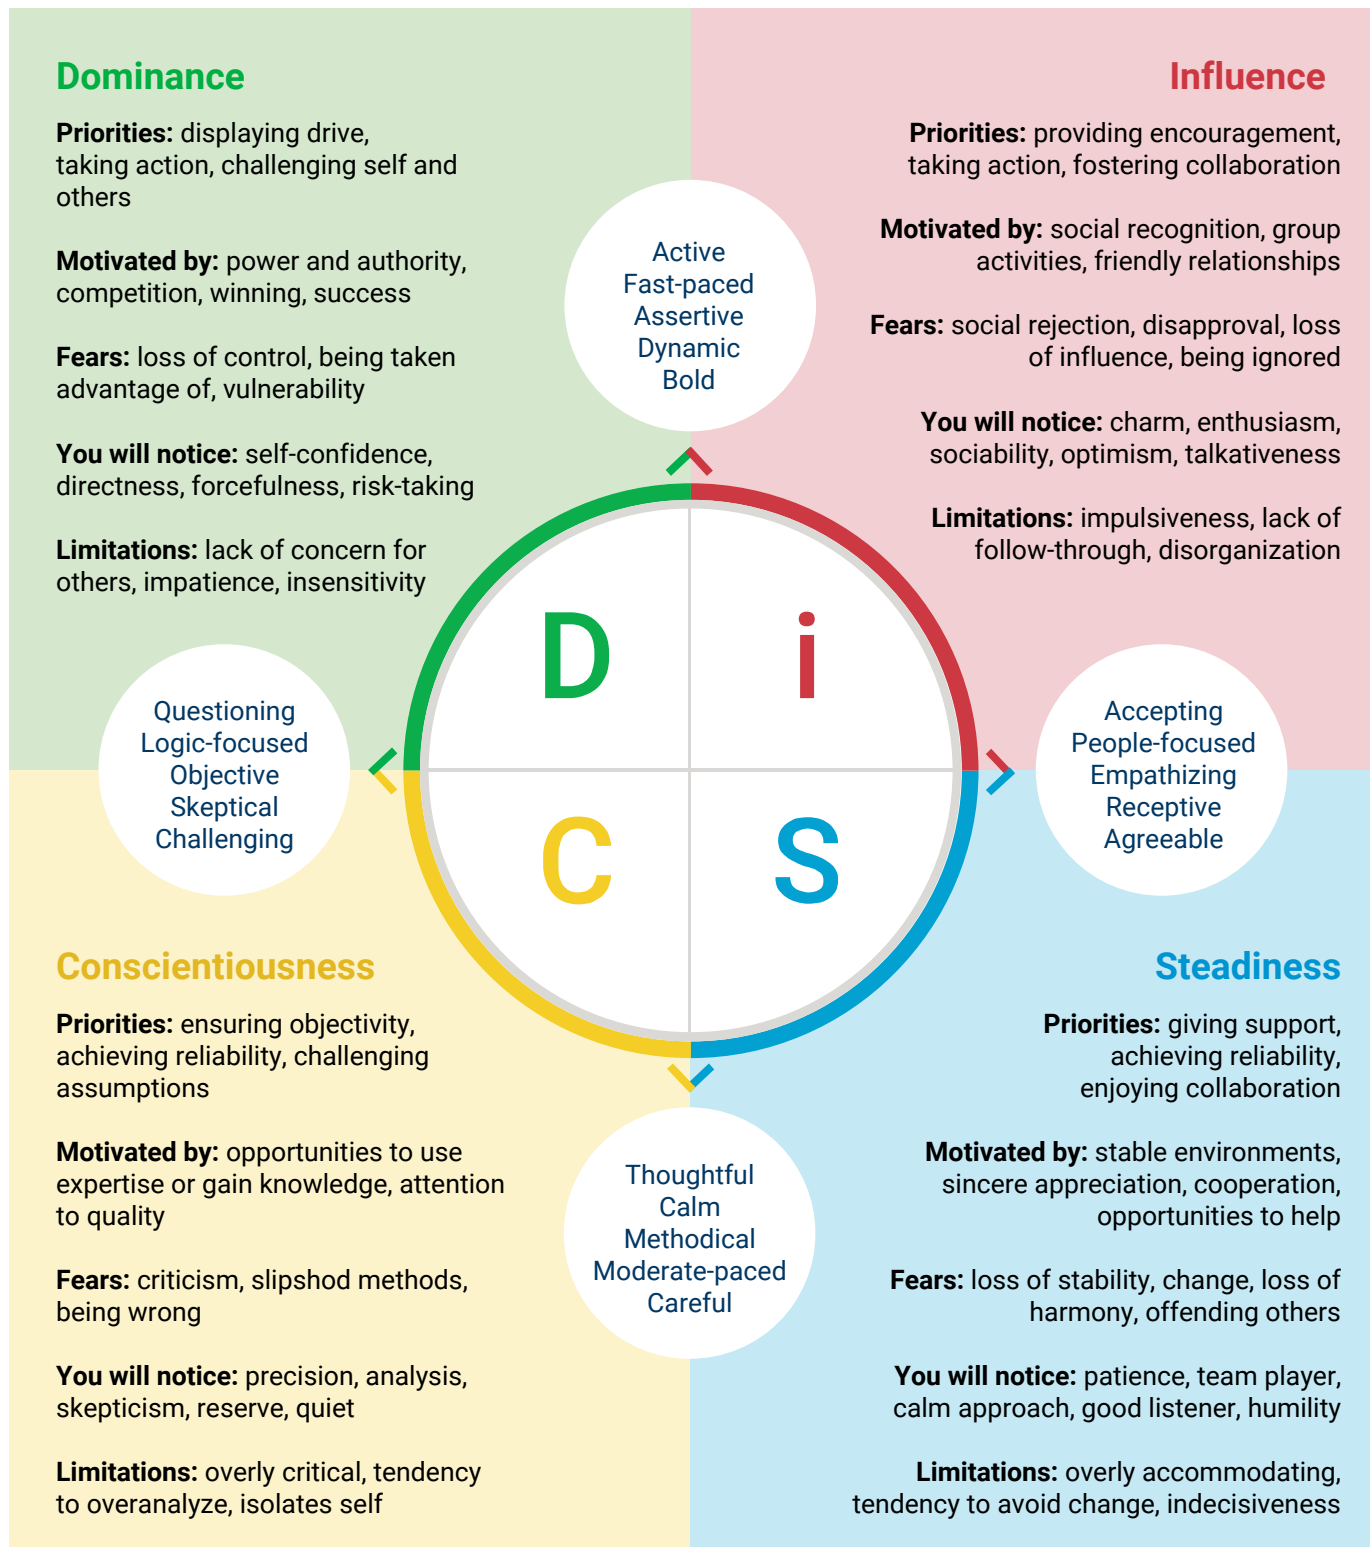 Dominance
Priorities: displaying drive,
taking action, challenging self and
others
Motivated by: power and authority,
competition, winning, success
Fears: loss of control, being taken
advantage of, vulnerability
You will notice: self-confidence,
directness, forcefulness, risk-taking
Limitations: lack of concern for
others, impatience, insensitivity
Influence
Priorities: providing encouragement,
taking action, fostering collaboration
Motivated by: social recognition, group
activities, friendly relationships
Fears: social rejection, disapproval, loss
of influence, being ignored
You will notice: charm, enthusiasm,
sociability, optimism, talkativeness
Limitations: impulsiveness, lack of
follow-through, disorganization
Active
Fast-paced
Assertive
Dynamic
Bold
D
i
Questioning
Logic-focused
Objective
Skeptical
Challenging
Accepting
People-focused
Empathizing
Receptive
Agreeable
C
S
Conscientiousness
Priorities: ensuring objectivity,
achieving reliability, challenging
assumptions
Motivated by: opportunities to use
expertise or gain knowledge, attention
to quality
Fears: criticism, slipshod methods,
being wrong
You will notice: precision, analysis,
skepticism, reserve, quiet
Limitations: overly critical, tendency
to overanalyze, isolates self
Thoughtful
Calm
Methodical
Moderate-paced
Careful
Steadiness
Priorities: giving support,
achieving reliability,
enjoying collaboration
Motivated by: stable environments,
sincere appreciation, cooperation,
opportunities to help
Fears: loss of stability, change, loss of
harmony, offending others
You will notice: patience, team player,
calm approach, good listener, humility
Limitations: overly accommodating,
tendency to avoid change, indecisiveness